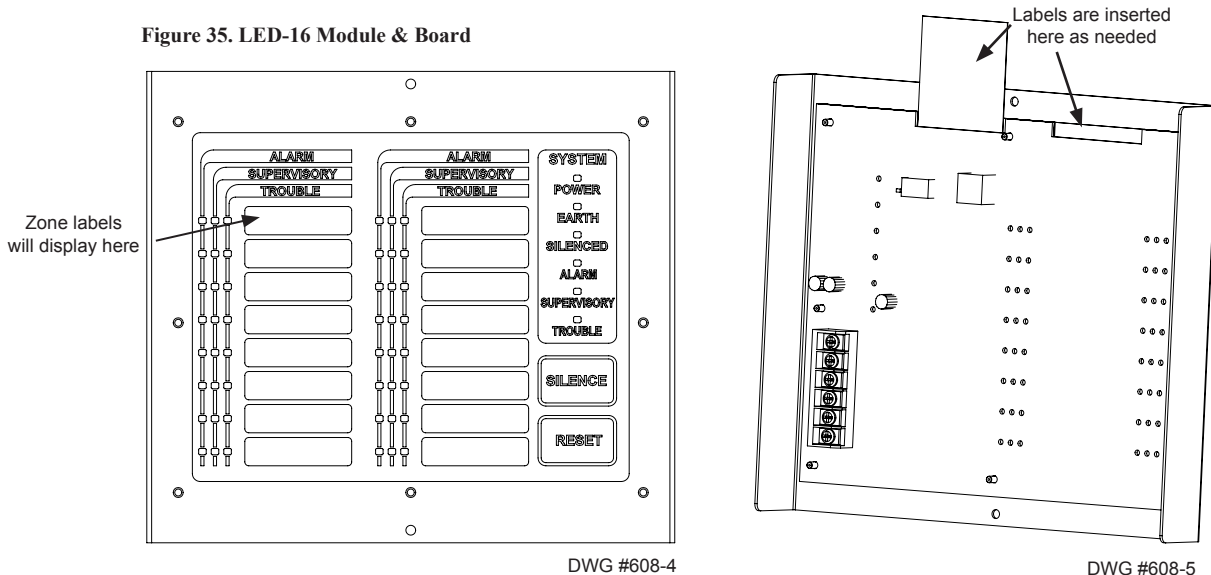 Figure 35. LED-16 Module & Board
Labels are inserted
here as needed
Zone labels
will display here
ALARM
SUPERVISORY
TROUBLE
ALARM
SUPERVISORY
TROUBLE
SYSTEM
POWER
EARTH
SILENCED
ALARM
SUPERVISORY
TROUBLE
SILENCE
RESET
DWG #608-4
DWG #608-5